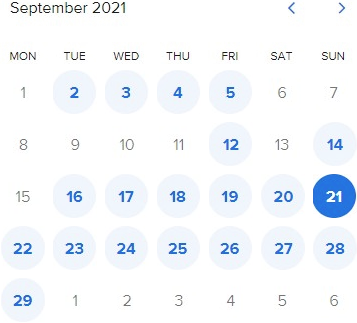 September 2021
MON TUE WED THU FRI SAT SUN
1 2 3 4 5 6 7
8 9 10 11 12 13 14
15 16 17 18 19 20 21
22 23 24 25 26 27 28
29 1 2 3 4 5 6